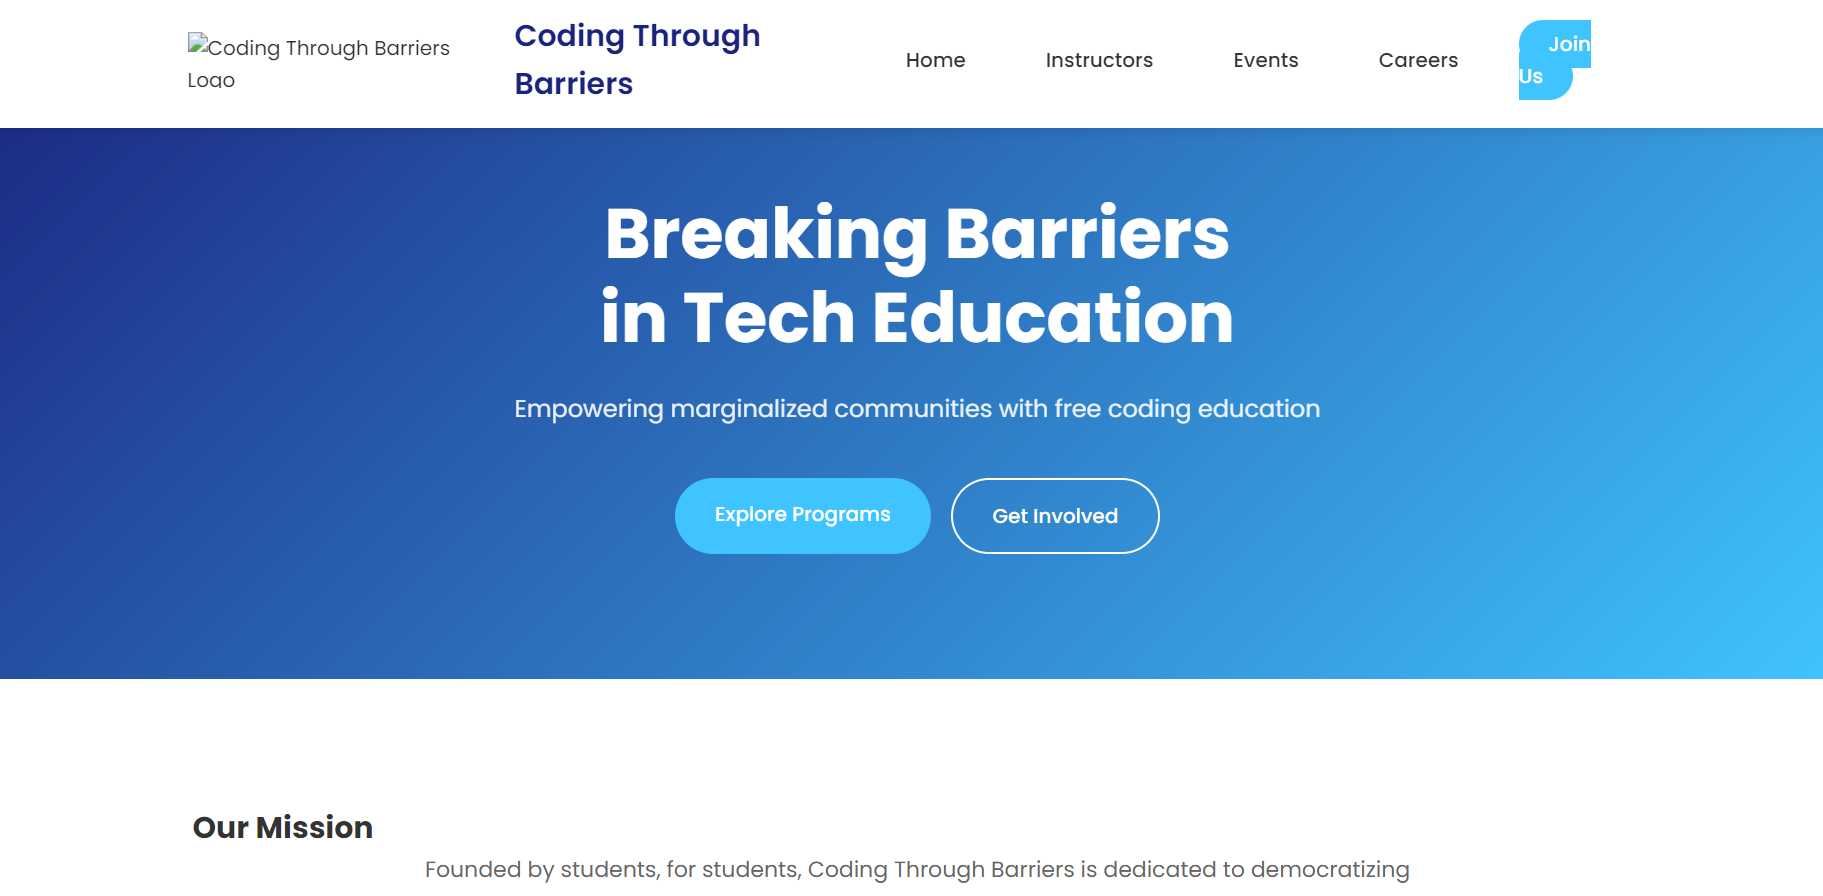 Coding Through Barriers
Logo
Coding Through
Barriers
Home
Instructors
Events
Careers
Join
Us
Breaking Barriers
in Tech Education
Empowering marginalized communities with free coding education
Explore Programs
Get Involved
Our Mission
Founded by students, for students, Coding Through Barriers is dedicated to democratizing